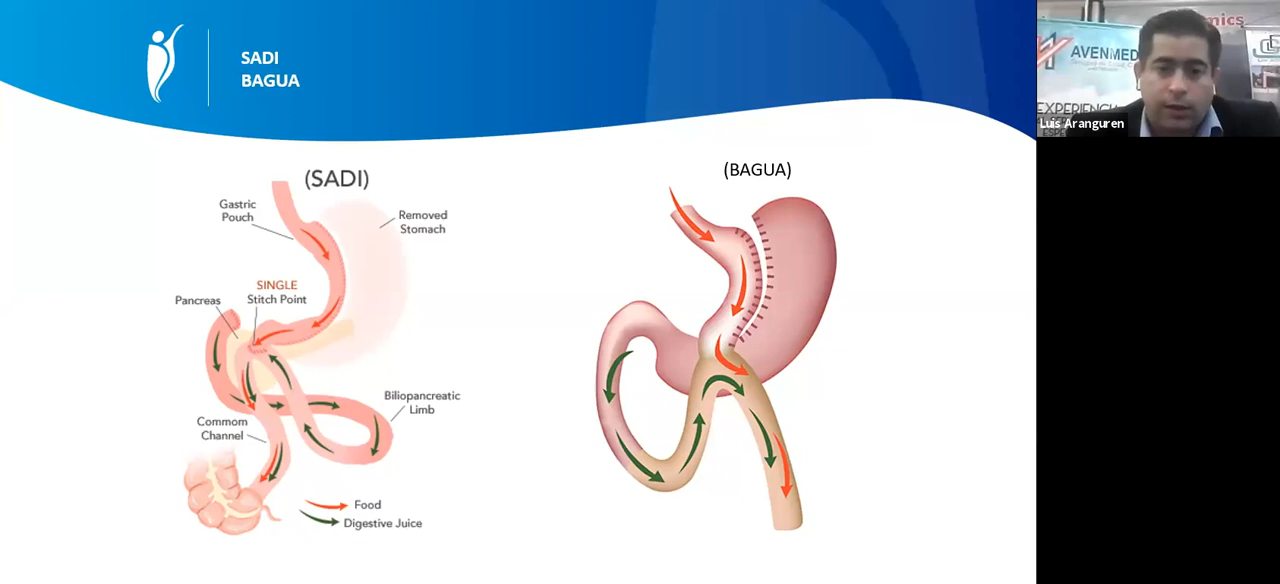 SADI
BAGUA
(SADI)
Gastric
Pouch
Removed
Stomach
SINGLE
Stitch Point
Pancreas
Biliopancreatic
Limb
Commom
Channel
Food
Digestive Juice
(BAGUA)
AVENMED
EXPERIENCI
Luis Aranguren